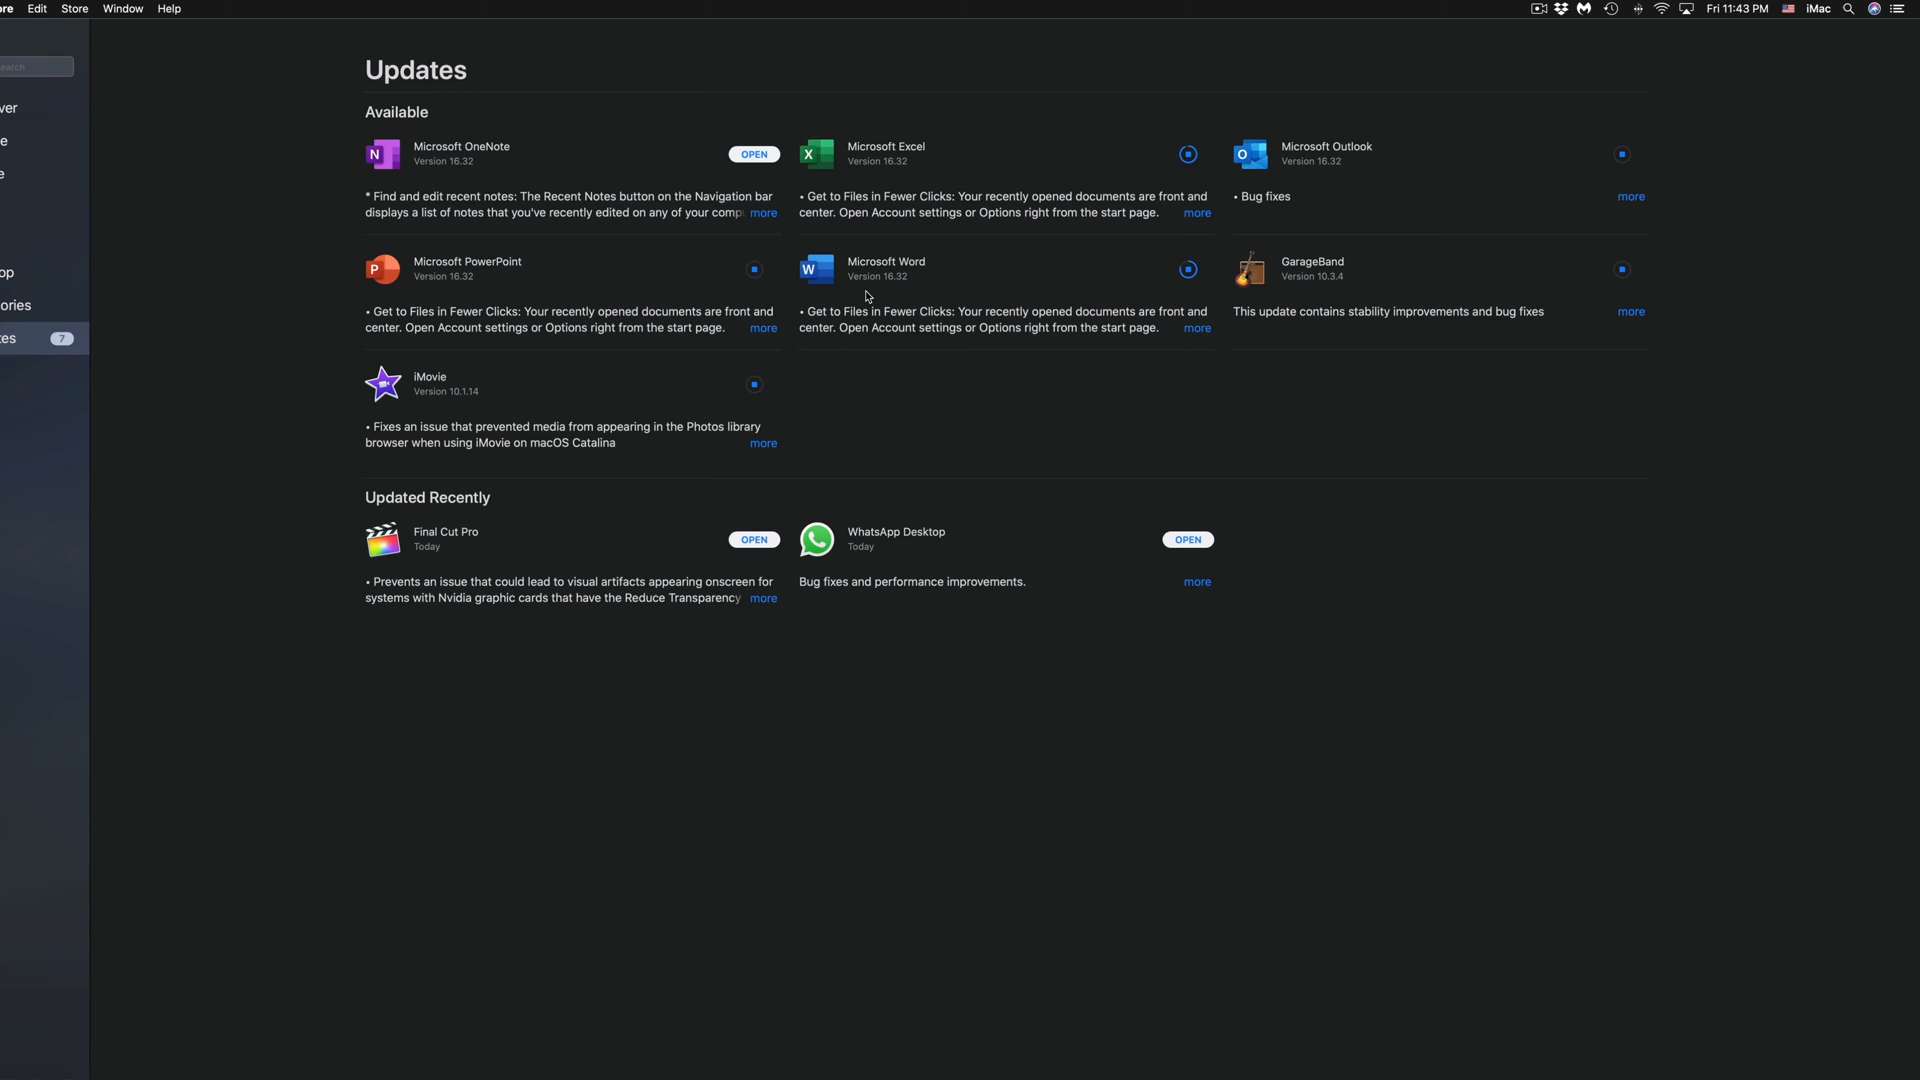 ore Edit Store Window Help Fri 11:43 PM iMac
earch
ver
e
e
op
ories
tes 7
Updates
Available
Microsoft OneNote
Version 16.32
OPEN
* Find and edit recent notes: The Recent Notes button on the Navigation bar
displays a list of notes that you've recently edited on any of your compu more
Microsoft Excel
Version 16.32
• Get to Files in Fewer Clicks: Your recently opened documents are front and
center. Open Account settings or Options right from the start page. more
Microsoft Outlook
Version 16.32
• Bug fixes more
Microsoft PowerPoint
Version 16.32
• Get to Files in Fewer Clicks: Your recently opened documents are front and
center. Open Account settings or Options right from the start page. more
Microsoft Word
Version 16.32
• Get to Files in Fewer Clicks: Your recently opened documents are front and
center. Open Account settings or Options right from the start page. more
GarageBand
Version 10.3.4
This update contains stability improvements and bug fixes more
iMovie
Version 10.1.14
• Fixes an issue that prevented media from appearing in the Photos library
browser when using iMovie on macOS Catalina more
Updated Recently
Final Cut Pro
Today
OPEN
• Prevents an issue that could lead to visual artifacts appearing onscreen for
systems with Nvidia graphic cards that have the Reduce Transparency more
WhatsApp Desktop
Today
OPEN
Bug fixes and performance improvements. more